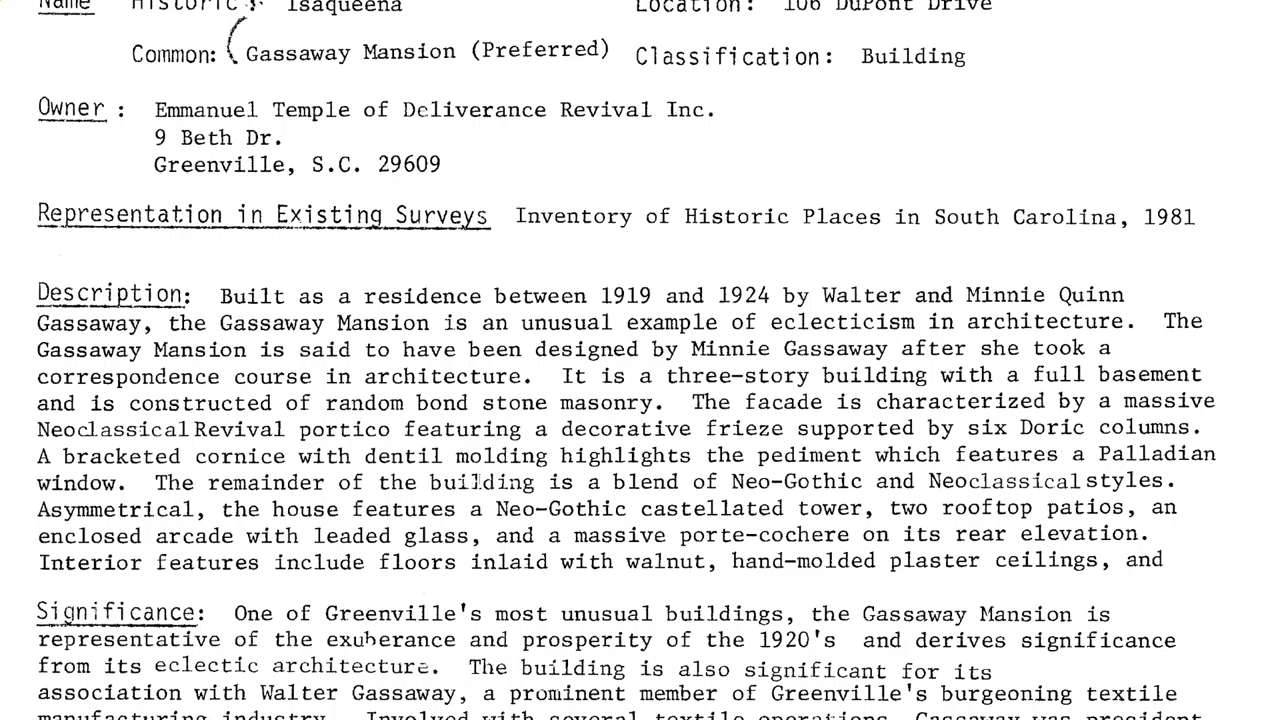 Name Historic: Isaqueena Location: 106 DuPont Drive
Common: (Gassaway Mansion (Preferred) Classification: Building
Owner: Emmanuel Temple of Deliverance Revival Inc.
9 Beth Dr.
Greenville, S.C. 29609
Representation in Existing Surveys Inventory of Historic Places in South Carolina, 1981
Description: Built as a residence between 1919 and 1924 by Walter and Minnie Quinn
Gassaway, the Gassaway Mansion is an unusual example of eclecticism in architecture. The
Gassaway Mansion is said to have been designed by Minnie Gassaway after she took a
correspondence course in architecture. It is a three-story building with a full basement
and is constructed of random bond stone masonry. The facade is characterized by a massive
Neoclassical Revival portico featuring a decorative frieze supported by six Doric columns.
A bracketed cornice with dentil molding highlights the pediment which features a Palladian
window. The remainder of the building is a blend of Neo-Gothic and Neoclassical styles.
Asymmetrical, the house features a Neo-Gothic castellated tower, two rooftop patios, an
enclosed arcade with leaded glass, and a massive porte-cochere on its rear elevation.
Interior features include floors inlaid with walnut, hand-molded plaster ceilings, and
Significance: One of Greenville's most unusual buildings, the Gassaway Mansion is
representative of the exuberance and prosperity of the 1920's and derives significance
from its eclectic architecture. The building is also significant for its
association with Walter Gassaway, a prominent member of Greenville's burgeoning textile
manufacturing industry. Involved with several textile operations, Gassaway was president